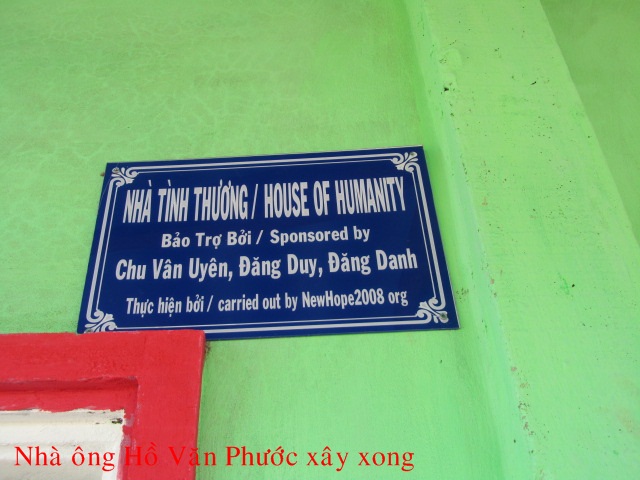 NHÀ TÌNH THƯƠNG / HOUSE OF HUMANITY
Bảo Trợ Bởi / Sponsored by
Chu Vân Uyên, Đăng Duy, Đăng Danh
Thực hiện bởi / carried out by NewHope2008 org
Nhà ông Hồ Văn Phước xây xong